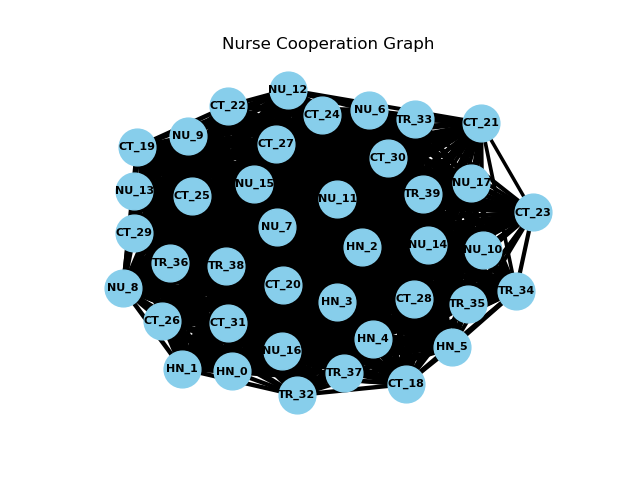 Nurse Cooperation Graph
NU_12
CT_22
CT_24
NU_6
TR_33
CT_21
NU_9
CT_19
CT_27
CT_30
NU_13
CT_25
NU_15
NU_11
TR_39
NU_17
CT_23
CT_29
NU_7
HN_2
NU_14
NU_10
TR_36
TR_38
NU_8
CT_20
HN_3
CT_28
TR_35
TR_34
CT_26
CT_31
HN_4
HN_5
NU_16
HN_1
HN_0
TR_37
CT_18
TR_32